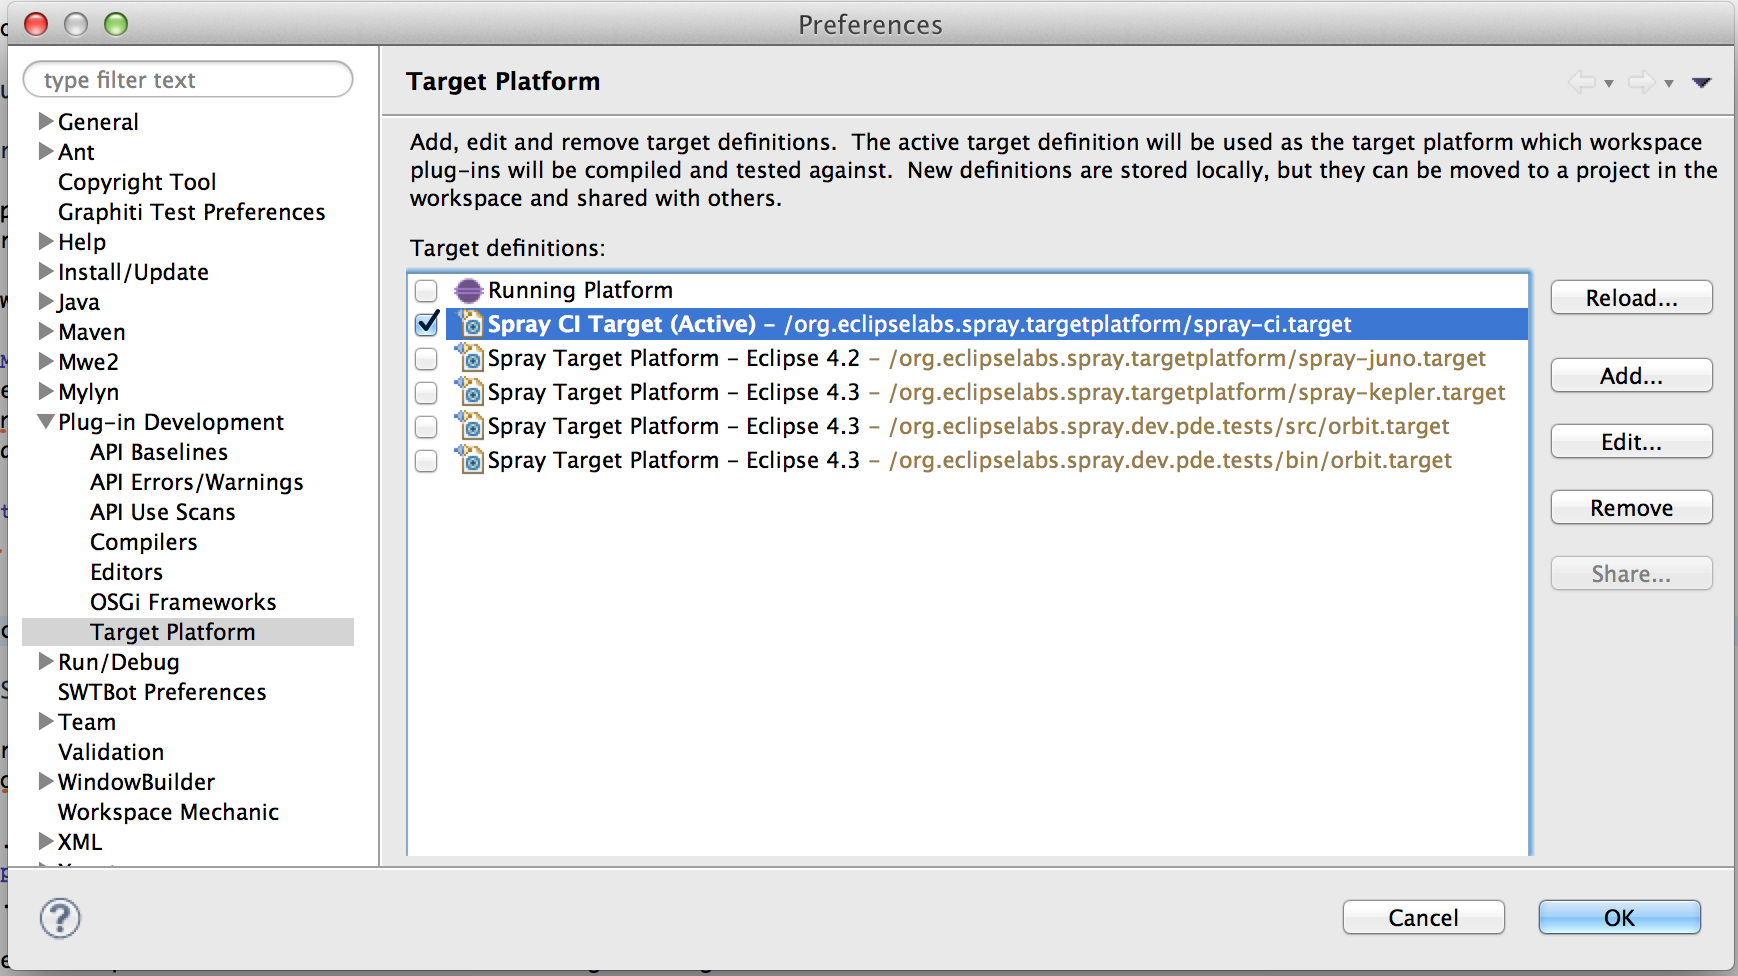 Preferences
type filter text
General
Ant
Copyright Tool
Graphiti Test Preferences
Help
Install/Update
Java
Maven
Mwe2
Mylyn
Plug-in Development
API Baselines
API Errors/Warnings
API Use Scans
Compilers
Editors
OSGi Frameworks
Target Platform
Run/Debug
SWTBot Preferences
Team
Validation
WindowBuilder
Workspace Mechanic
XML
Target Platform
Add, edit and remove target definitions.  The active target definition will be used as the target platform which workspace
plug-ins will be compiled and tested against.  New definitions are stored locally, but they can be moved to a project in the
workspace and shared with others.
Target definitions:
Running Platform
Spray CI Target (Active) – /org.eclipselabs.spray.targetplatform/spray-ci.target
Spray Target Platform – Eclipse 4.2 – /org.eclipselabs.spray.targetplatform/spray-juno.target
Spray Target Platform – Eclipse 4.3 – /org.eclipselabs.spray.targetplatform/spray-kepler.target
Spray Target Platform – Eclipse 4.3 – /org.eclipselabs.spray.dev.pde.tests/src/orbit.target
Spray Target Platform – Eclipse 4.3 – /org.eclipselabs.spray.dev.pde.tests/bin/orbit.target
Reload...
Add...
Edit...
Remove
Share...
?
Cancel
OK